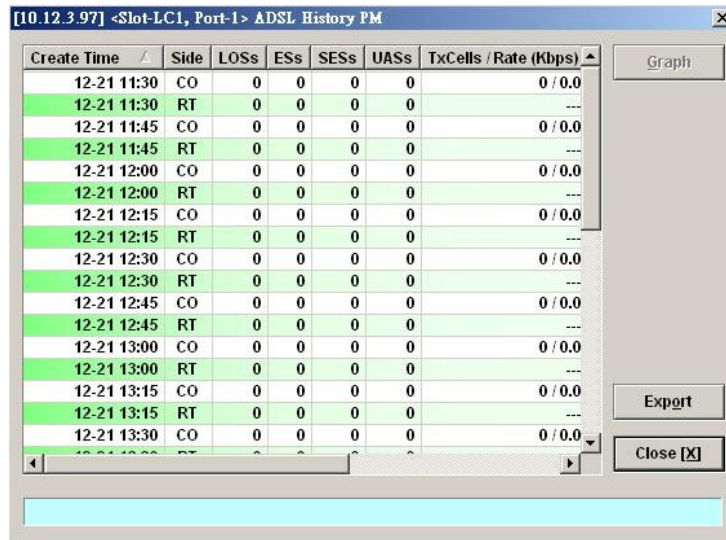 [10.12.3.97] <Slot-LC1, Port-1> ADSL History PM
Create Time Side LOSs ESs SESs UASs TxCells / Rate (Kbps)
12-21 11:30 CO 0 0 0 0 0 / 0.0
12-21 11:30 RT 0 0 0 0 ---
12-21 11:45 CO 0 0 0 0 0 / 0.0
12-21 11:45 RT 0 0 0 0 ---
12-21 12:00 CO 0 0 0 0 0 / 0.0
12-21 12:00 RT 0 0 0 0 ---
12-21 12:15 CO 0 0 0 0 0 / 0.0
12-21 12:15 RT 0 0 0 0 ---
12-21 12:30 CO 0 0 0 0 0 / 0.0
12-21 12:30 RT 0 0 0 0 ---
12-21 12:45 CO 0 0 0 0 0 / 0.0
12-21 12:45 RT 0 0 0 0 ---
12-21 13:00 CO 0 0 0 0 0 / 0.0
12-21 13:00 RT 0 0 0 0 ---
12-21 13:15 CO 0 0 0 0 0 / 0.0
12-21 13:15 RT 0 0 0 0 ---
12-21 13:30 CO 0 0 0 0 0 / 0.0
Graph
Export
Close [X]